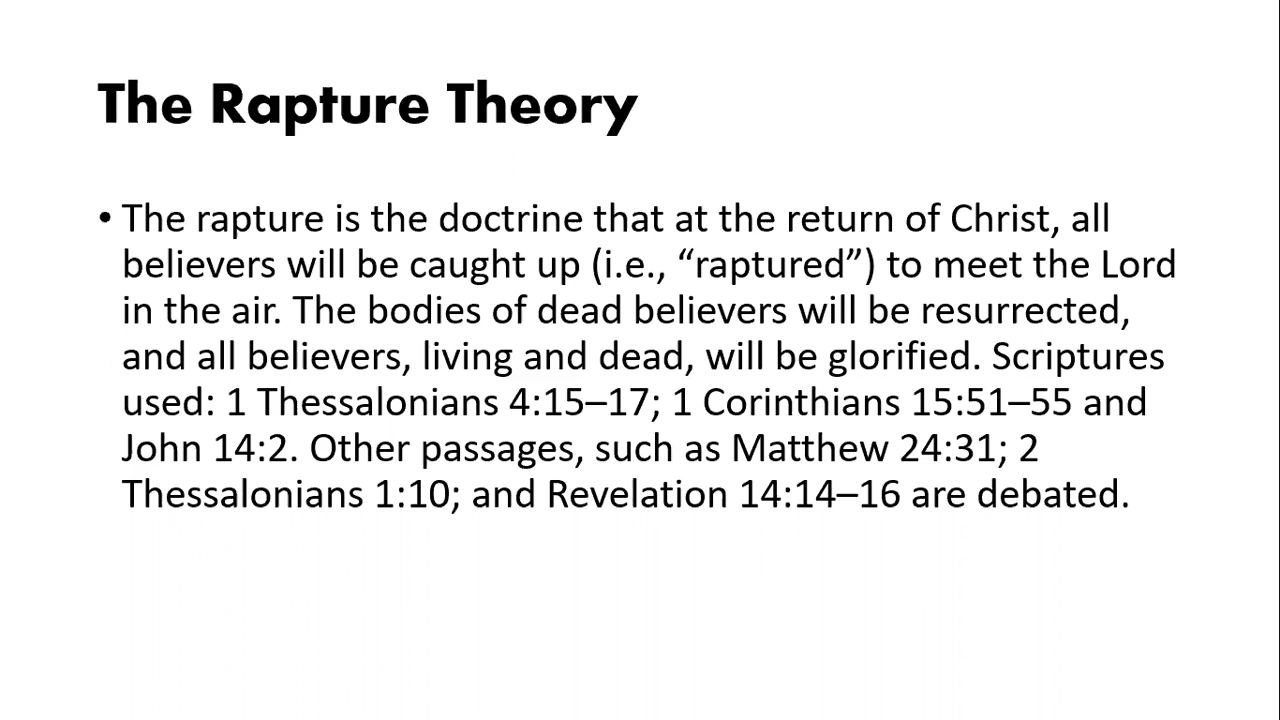 The Rapture Theory
• The rapture is the doctrine that at the return of Christ, all
believers will be caught up (i.e., “raptured”) to meet the Lord
in the air. The bodies of dead believers will be resurrected,
and all believers, living and dead, will be glorified. Scriptures
used: 1 Thessalonians 4:15–17; 1 Corinthians 15:51–55 and
John 14:2. Other passages, such as Matthew 24:31; 2
Thessalonians 1:10; and Revelation 14:14–16 are debated.